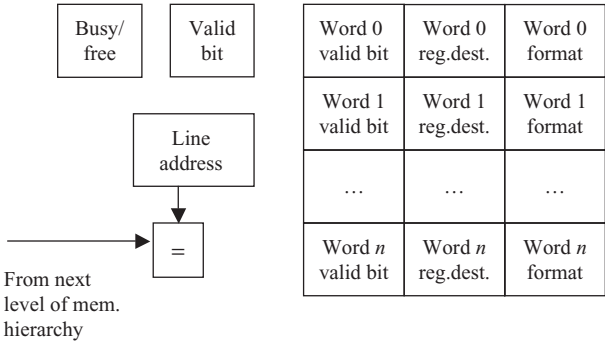 Busy/
free
Valid
bit
Line
address
=
From next
level of mem.
hierarchy
Word 0
valid bit
Word 0
reg.dest.
Word 0
format
Word 1
valid bit
Word 1
reg.dest.
Word 1
format
...
...
...
Word n
valid bit
Word n
reg.dest.
Word n
format